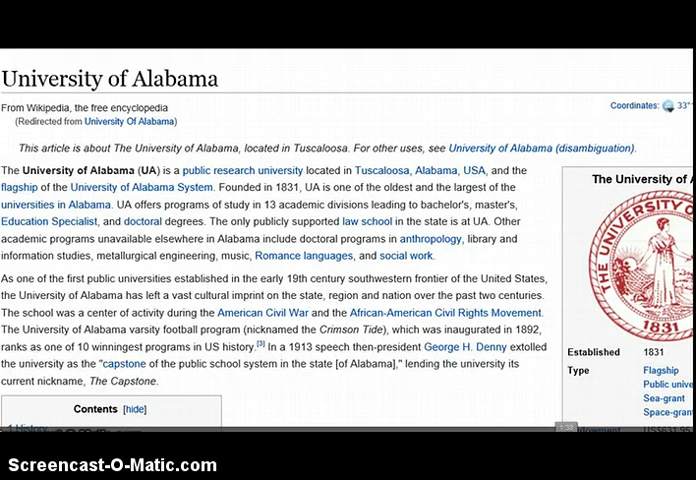 University of Alabama
From Wikipedia, the free encyclopedia
(Redirected from University Of Alabama)
Coordinates: 33°
This article is about The University of Alabama, located in Tuscaloosa. For other uses, see University of Alabama (disambiguation).
The University of Alabama (UA) is a public research university located in Tuscaloosa, Alabama, USA, and the
flagship of the University of Alabama System. Founded in 1831, UA is one of the oldest and the largest of the
universities in Alabama. UA offers programs of study in 13 academic divisions leading to bachelor's, master's,
Education Specialist, and doctoral degrees. The only publicly supported law school in the state is at UA. Other
academic programs unavailable elsewhere in Alabama include doctoral programs in anthropology, library and
information studies, metallurgical engineering, music, Romance languages, and social work.
As one of the first public universities established in the early 19th century southwestern frontier of the United States,
the University of Alabama has left a vast cultural imprint on the state, region and nation over the past two centuries.
The school was a center of activity during the American Civil War and the African-American Civil Rights Movement.
The University of Alabama varsity football program (nicknamed the Crimson Tide), which was inaugurated in 1892,
ranks as one of 10 winningest programs in US history.[3] In a 1913 speech then-president George H. Denny extolled
the university as the "capstone of the public school system in the state [of Alabama]," lending the university its
current nickname, The Capstone.
Contents [hide]
1 History
The University of A
THE UNIVERSITY OF
1831
Established 1831
Type Flagship
Public unive
Sea-grant
Space-grant
Screencast-O-Matic.com